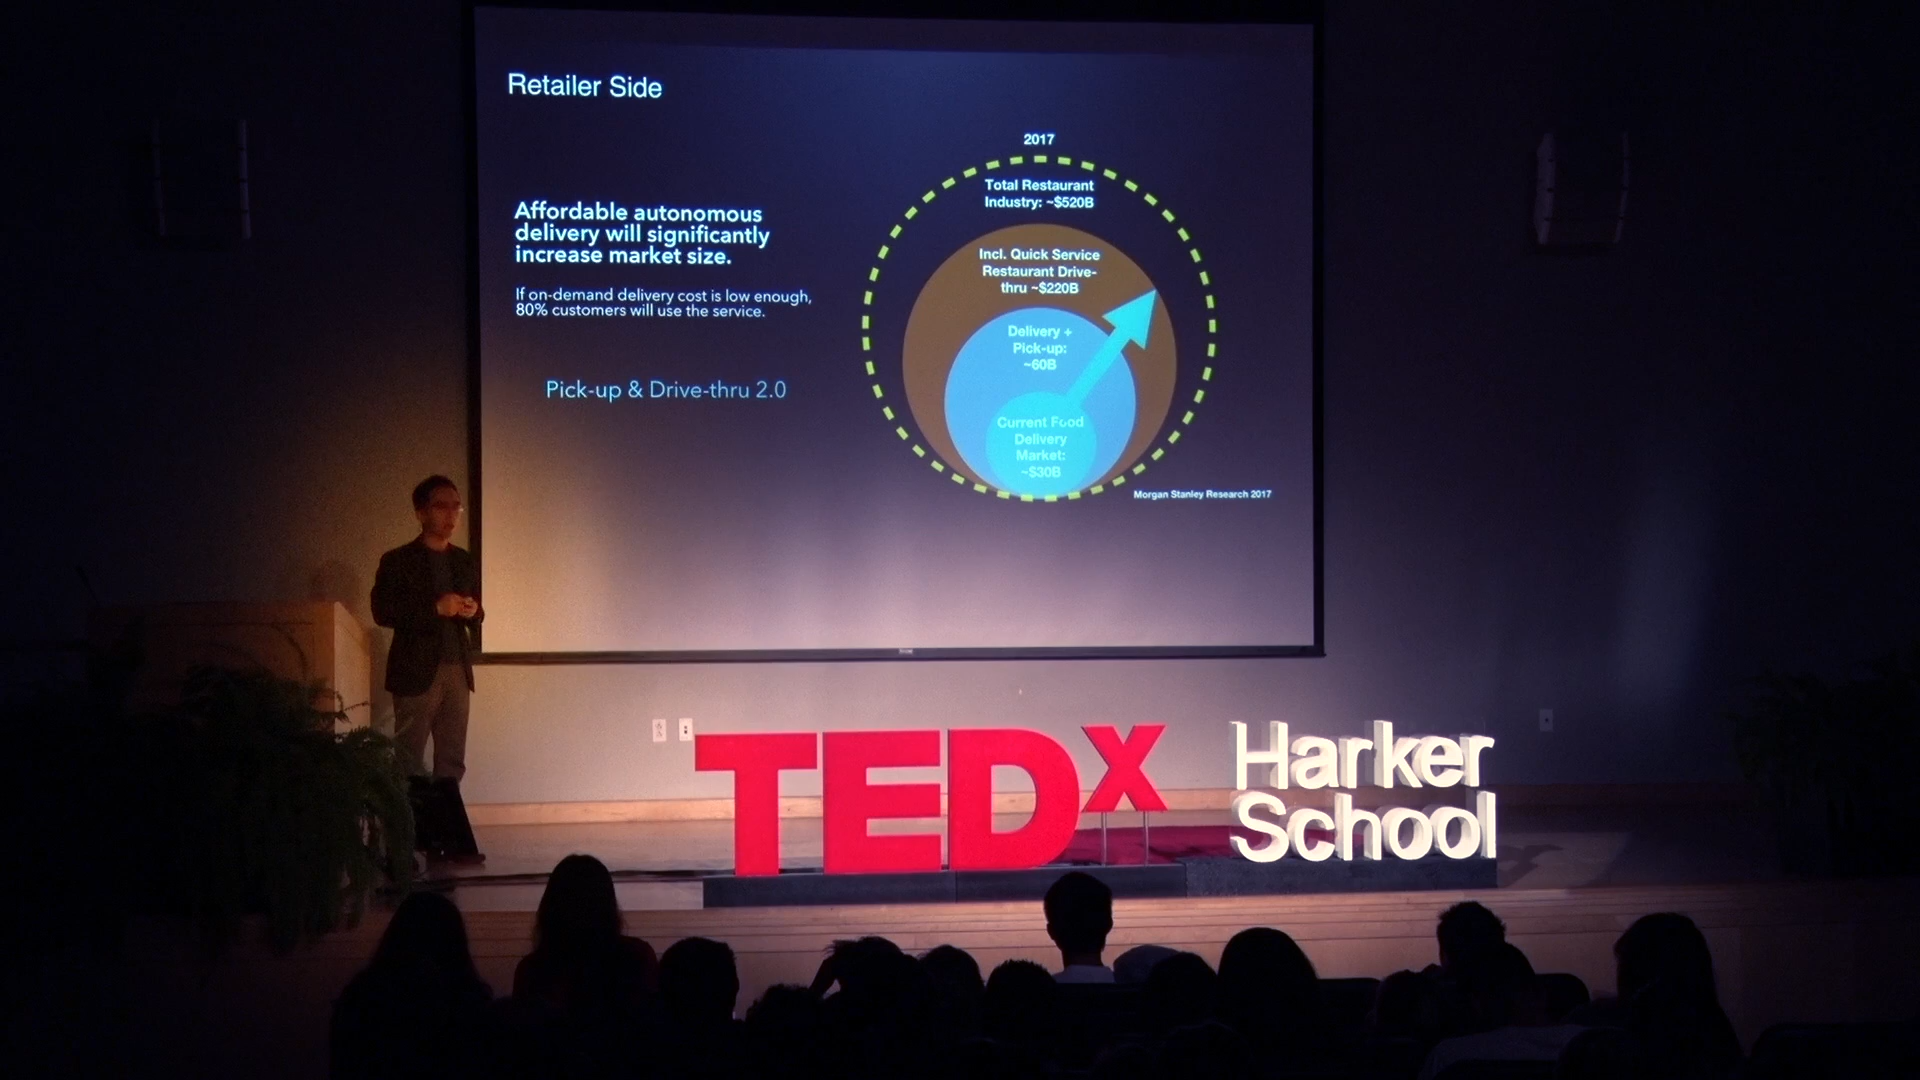 Retailer Side
Affordable autonomous
delivery will significantly
increase market size.
If on-demand delivery cost is low enough,
80% customers will use the service.
Pick-up & Drive-thru 2.0
2017
Total Restaurant
Industry: ~$520B
Incl. Quick Service
Restaurant Drive-
thru ~$220B
Delivery +
Pick-up:
~60B
Current Food
Delivery
Market:
~$30B
Morgan Stanley Research 2017
TEDx
Harker
School